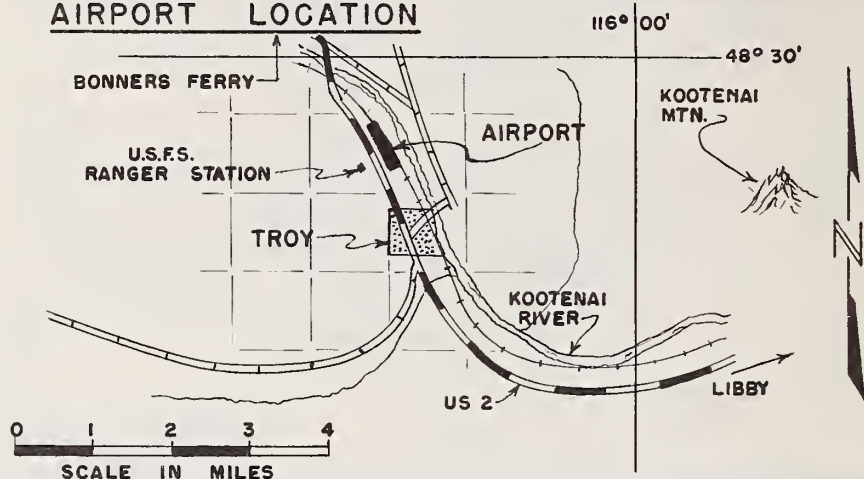 AIRPORT LOCATION
116° 00'
48° 30'
BONNERS FERRY
KOOTENAI
MTN.
AIRPORT
U.S.F.S.
RANGER STATION
TROY
N
KOOTENAI
RIVER
US 2
LIBBY
0 1 2 3 4
SCALE IN MILES